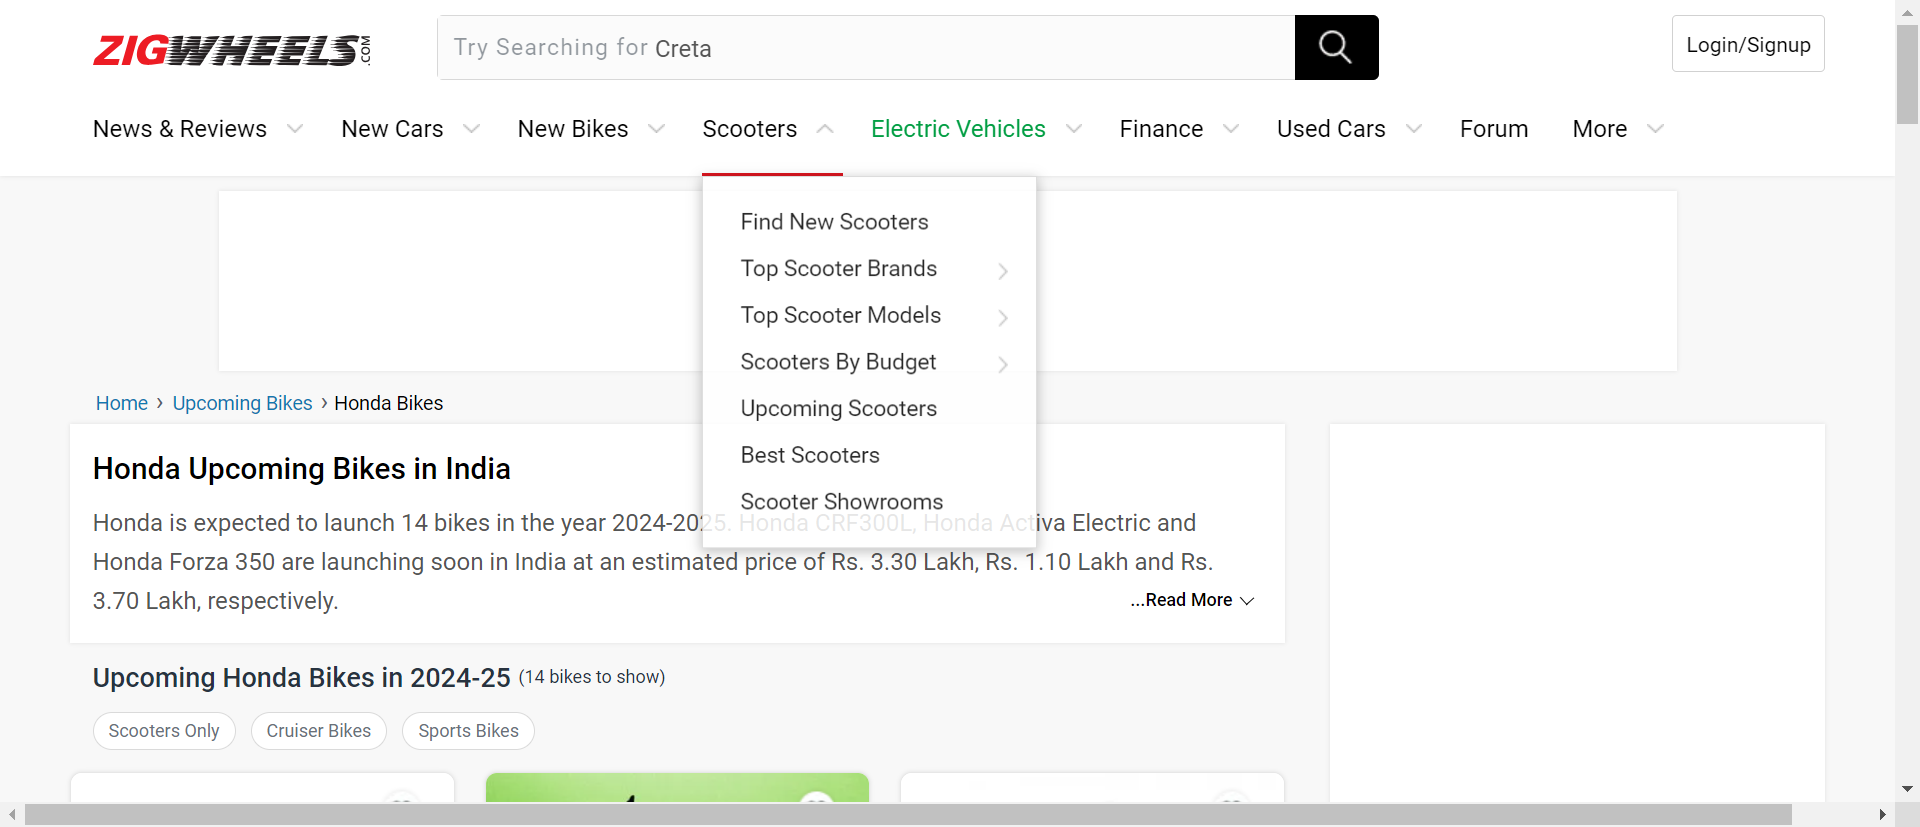 ZIGWHEELS.COM
Try Searching for Creta
Login/Signup
News & Reviews New Cars New Bikes Scooters Electric Vehicles Finance Used Cars Forum More
Find New Scooters
Top Scooter Brands
Top Scooter Models
Scooters By Budget
Upcoming Scooters
Best Scooters
Scooter Showrooms
Home › Upcoming Bikes › Honda Bikes
Honda Upcoming Bikes in India
Honda is expected to launch 14 bikes in the year 2024-2025. Honda CRF300L, Honda Activa Electric and
Honda Forza 350 are launching soon in India at an estimated price of Rs. 3.30 Lakh, Rs. 1.10 Lakh and Rs.
3.70 Lakh, respectively.
...Read More
Upcoming Honda Bikes in 2024-25 (14 bikes to show)
Scooters Only Cruiser Bikes Sports Bikes